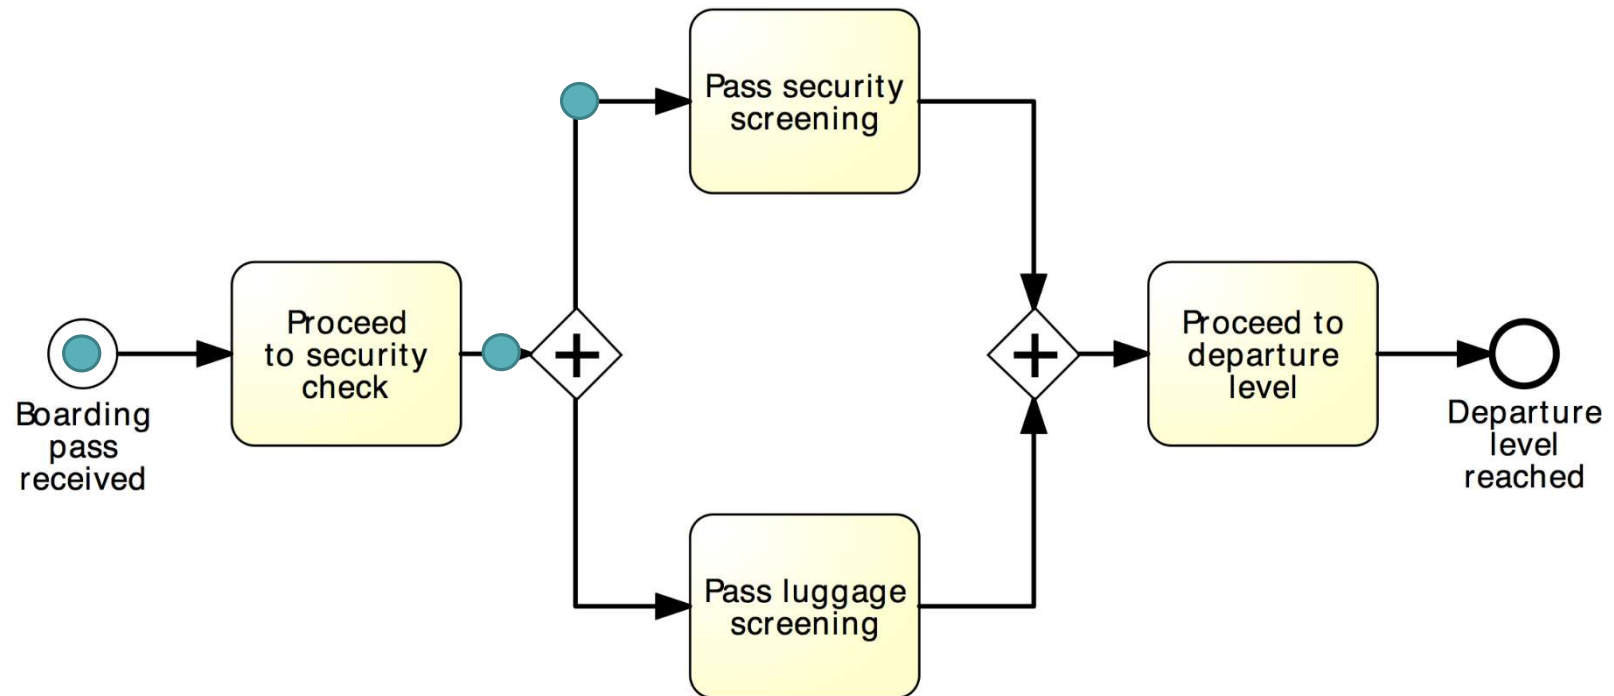 Pass security
screening
Proceed
to security
check
Boarding
pass
received
Proceed to
departure
level
Departure
level
reached
Pass luggage
screening